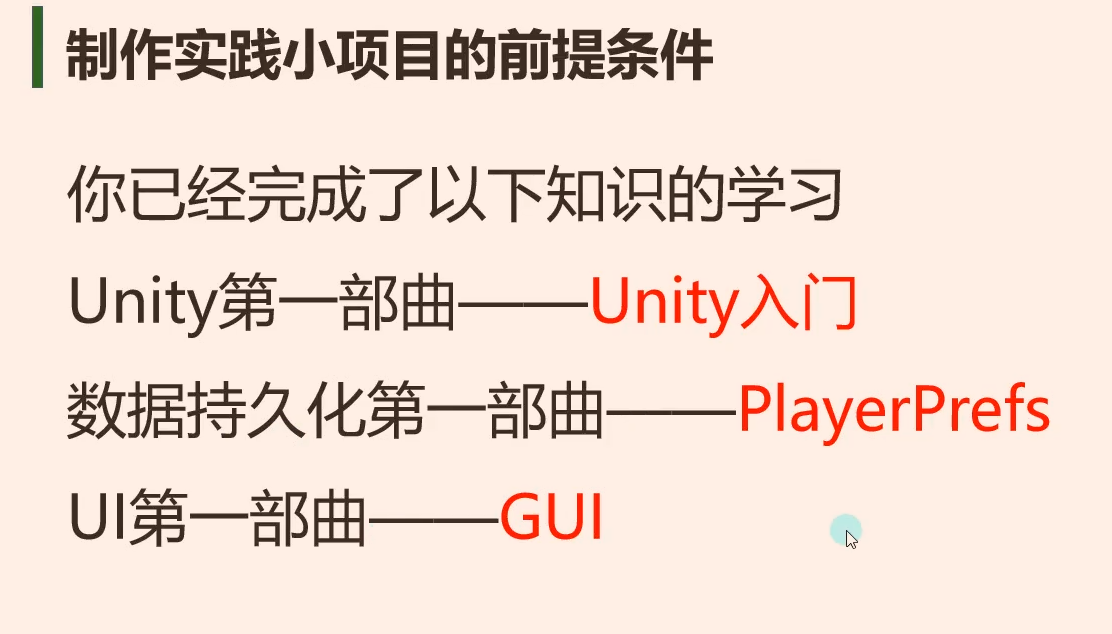 制作实践小项目的前提条件
你已经完成了以下知识的学习
Unity第一部曲——Unity入门
数据持久化第一部曲——PlayerPrefs
UI第一部曲——GUI